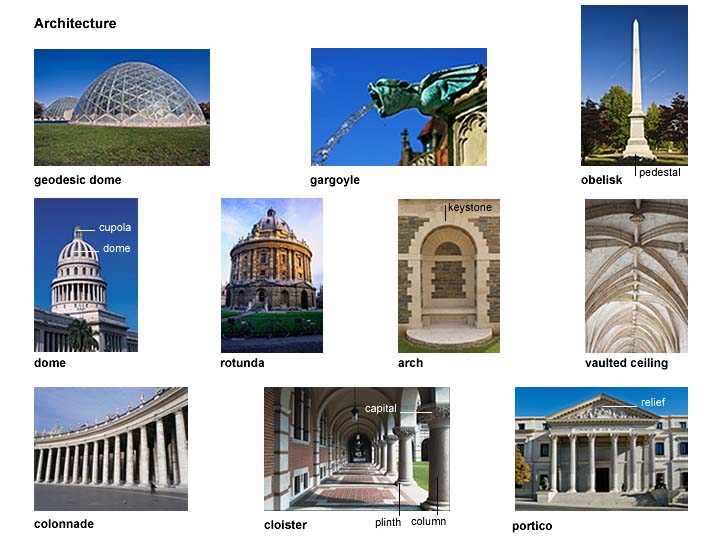 Architecture
geodesic dome
gargoyle
obelisk
pedestal
cupola
dome
dome
rotunda
keystone
arch
vaulted ceiling
colonnade
capital
cloister
plinth
column
relief
portico